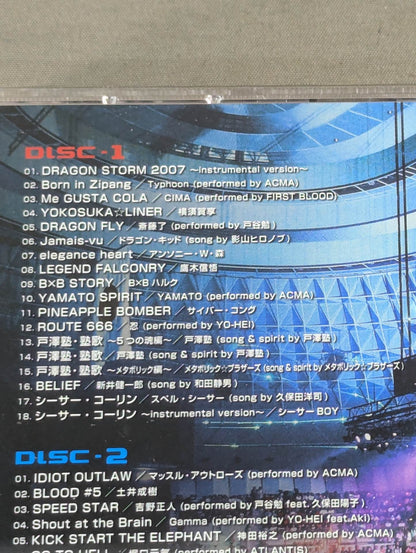 DISC-1
01. DRAGON STORM 2007 ～instrumental version～
02. Born in Zipang ／ Typhoon (performed by ACMA)
03. Me GUSTA COLA ／ CIMA (performed by FIRST BLOOD)
04. YOKOSUKA☆LINER ／ 横須賀享
05. DRAGON FLY ／ 斎藤了 (performed by 戸谷勉)
06. Jamais-vu ／ ドラゴン・キッド (song by 影山ヒロノブ)
07. elegance heart ／ アンソニー・W・森
08. LEGEND FALCONRY ／ 鷹木信悟
09. B×B STORY ／ B×B ハルク
10. YAMATO SPIRIT ／ YAMATO (performed by ACMA)
11. PINEAPPLE BOMBER ／ サイバー・コング
12. ROUTE 666 ／ 忍 (performed by YO-HEI)
13. 戸澤塾・塾歌 ～5つの魂編～ ／ 戸澤塾 (song & spirit by 戸澤塾)
14. 戸澤塾・塾歌 ／ 戸澤塾 (song & spirit by 戸澤塾)
15. 戸澤塾・塾歌 ～メタボリック編～ ／ メタボリック☆ブラザーズ (song & spirit by メタボリック☆ブラザーズ)
16. BELIEF ／ 新井健一郎 (song by 和田静男)
17. シーサー・コーリン ／ スペル・シーサー (song by 久保田洋司)
18. シーサー・コーリン ～instrumental version～ ／ シーサーBOY
DISC-2
01. IDIOT OUTLAW ／ マッスル・アウトローズ (performed by ACMA)
02. BLOOD #5 ／ 土井成樹
03. SPEED STAR ／ 吉野正人 (performed by 戸谷勉 feat. 久保田陽子)
04. Shout at the Brain ／ Gamma (performed by YO-HEI feat.Aki)
05. KICK START THE ELEPHANT ／ 神田裕之 (performed by ACMA)
GO TO HELL ／ (performed by ATLANTIS)